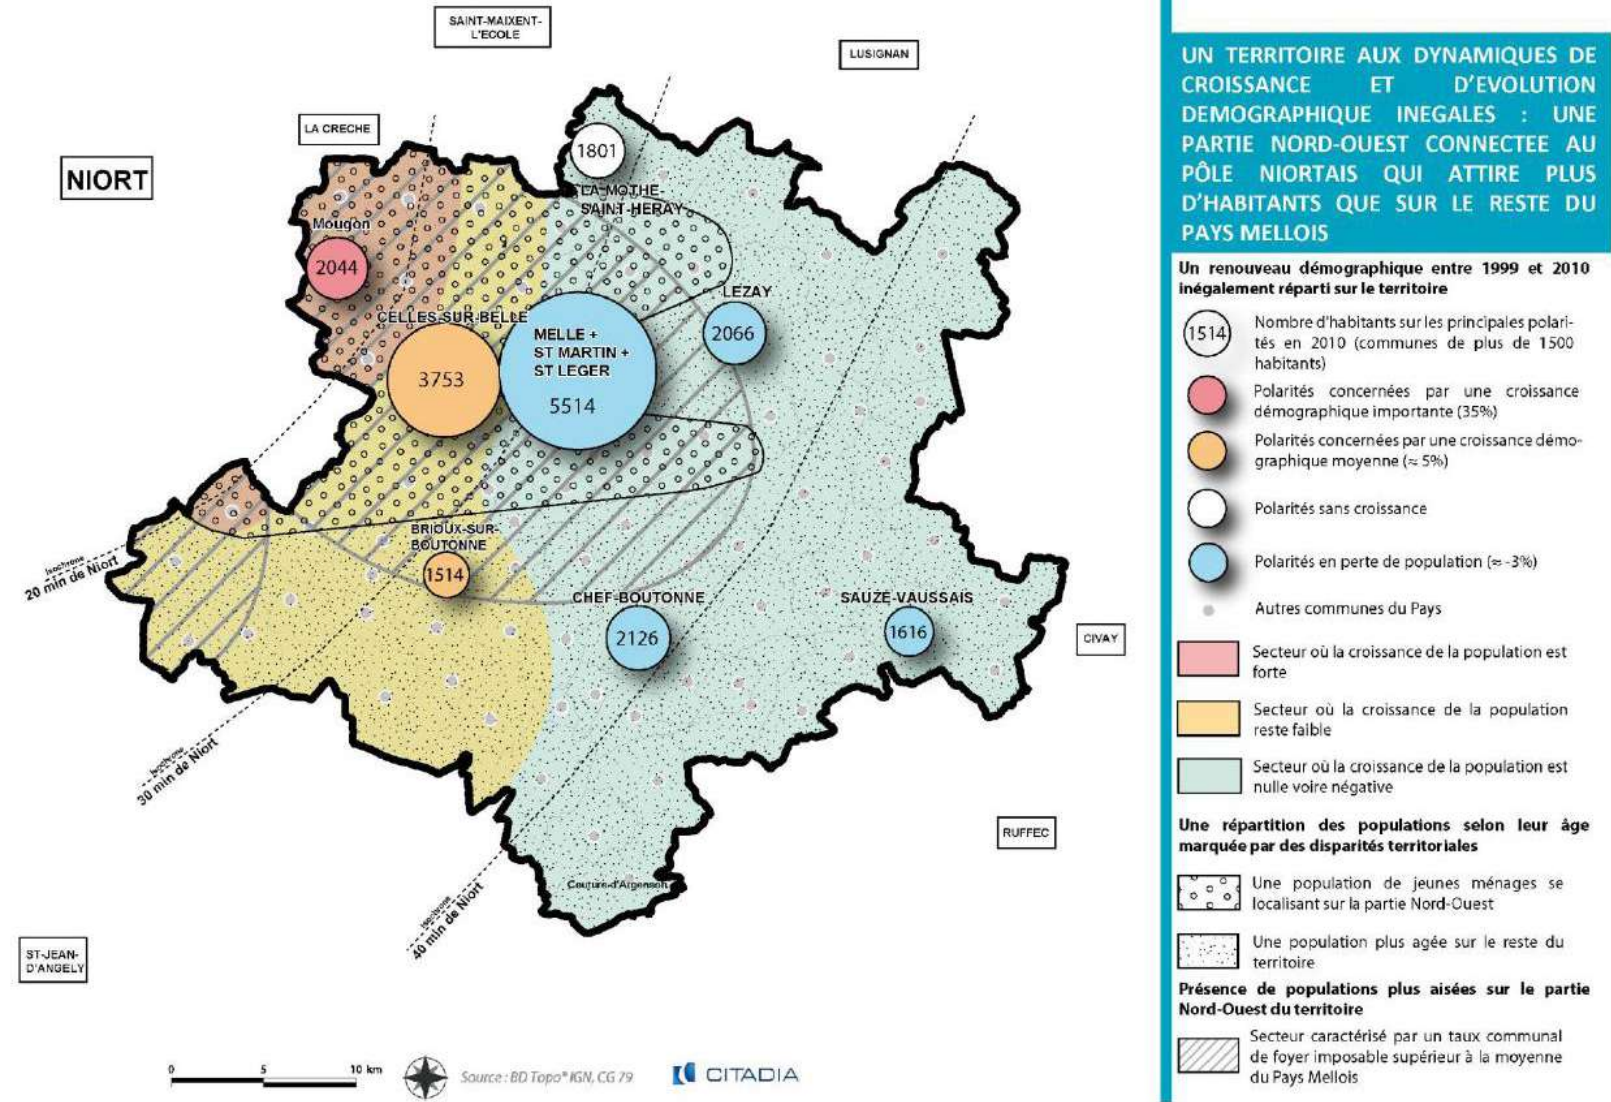 SAINT-MAIXENT-
L'ECOLE
LUSIGNAN
LA CRECHE
NIORT
1801
LA MOTHE-
SAINT-HERAY
Mougon
2044
CELLES-SUR-BELLE
3753
MELLE +
ST MARTIN +
ST LEGER
5514
LEZAY
2066
BRIOUX-SUR-
BOUTONNE
1514
CHEF-BOUTONNE
2126
SAUZE-VAUSSAIS
1616
CIVAY
RUFFEC
Couture-d'Argenson
ST-JEAN-
D'ANGELY
Isochrone
20 min de Niort
Isochrone
30 min de Niort
Isochrone
40 min de Niort
0 5 10 km
Source : BD Topo® IGN, CG 79
CITADIA
UN TERRITOIRE AUX DYNAMIQUES DE
CROISSANCE ET D'EVOLUTION
DEMOGRAPHIQUE INEGALES : UNE
PARTIE NORD-OUEST CONNECTEE AU
PÔLE NIORTAIS QUI ATTIRE PLUS
D'HABITANTS QUE SUR LE RESTE DU
PAYS MELLOIS
Un renouveau démographique entre 1999 et 2010
inégalement réparti sur le territoire
1514
Nombre d'habitants sur les principales polari-
tés en 2010 (communes de plus de 1500
habitants)
Polarités concernées par une croissance
démographique importante (35%)
Polarités concernées par une croissance démo-
graphique moyenne (≈ 5%)
Polarités sans croissance
Polarités en perte de population (≈ -3%)
Autres communes du Pays
Secteur où la croissance de la population est
forte
Secteur où la croissance de la population
reste faible
Secteur où la croissance de la population est
nulle voire négative
Une répartition des populations selon leur âge
marquée par des disparités territoriales
Une population de jeunes ménages se
localisant sur la partie Nord-Ouest
Une population plus agée sur le reste du
territoire
Présence de populations plus aisées sur le partie
Nord-Ouest du territoire
Secteur caractérisé par un taux communal
de foyer imposable supérieur à la moyenne
du Pays Mellois